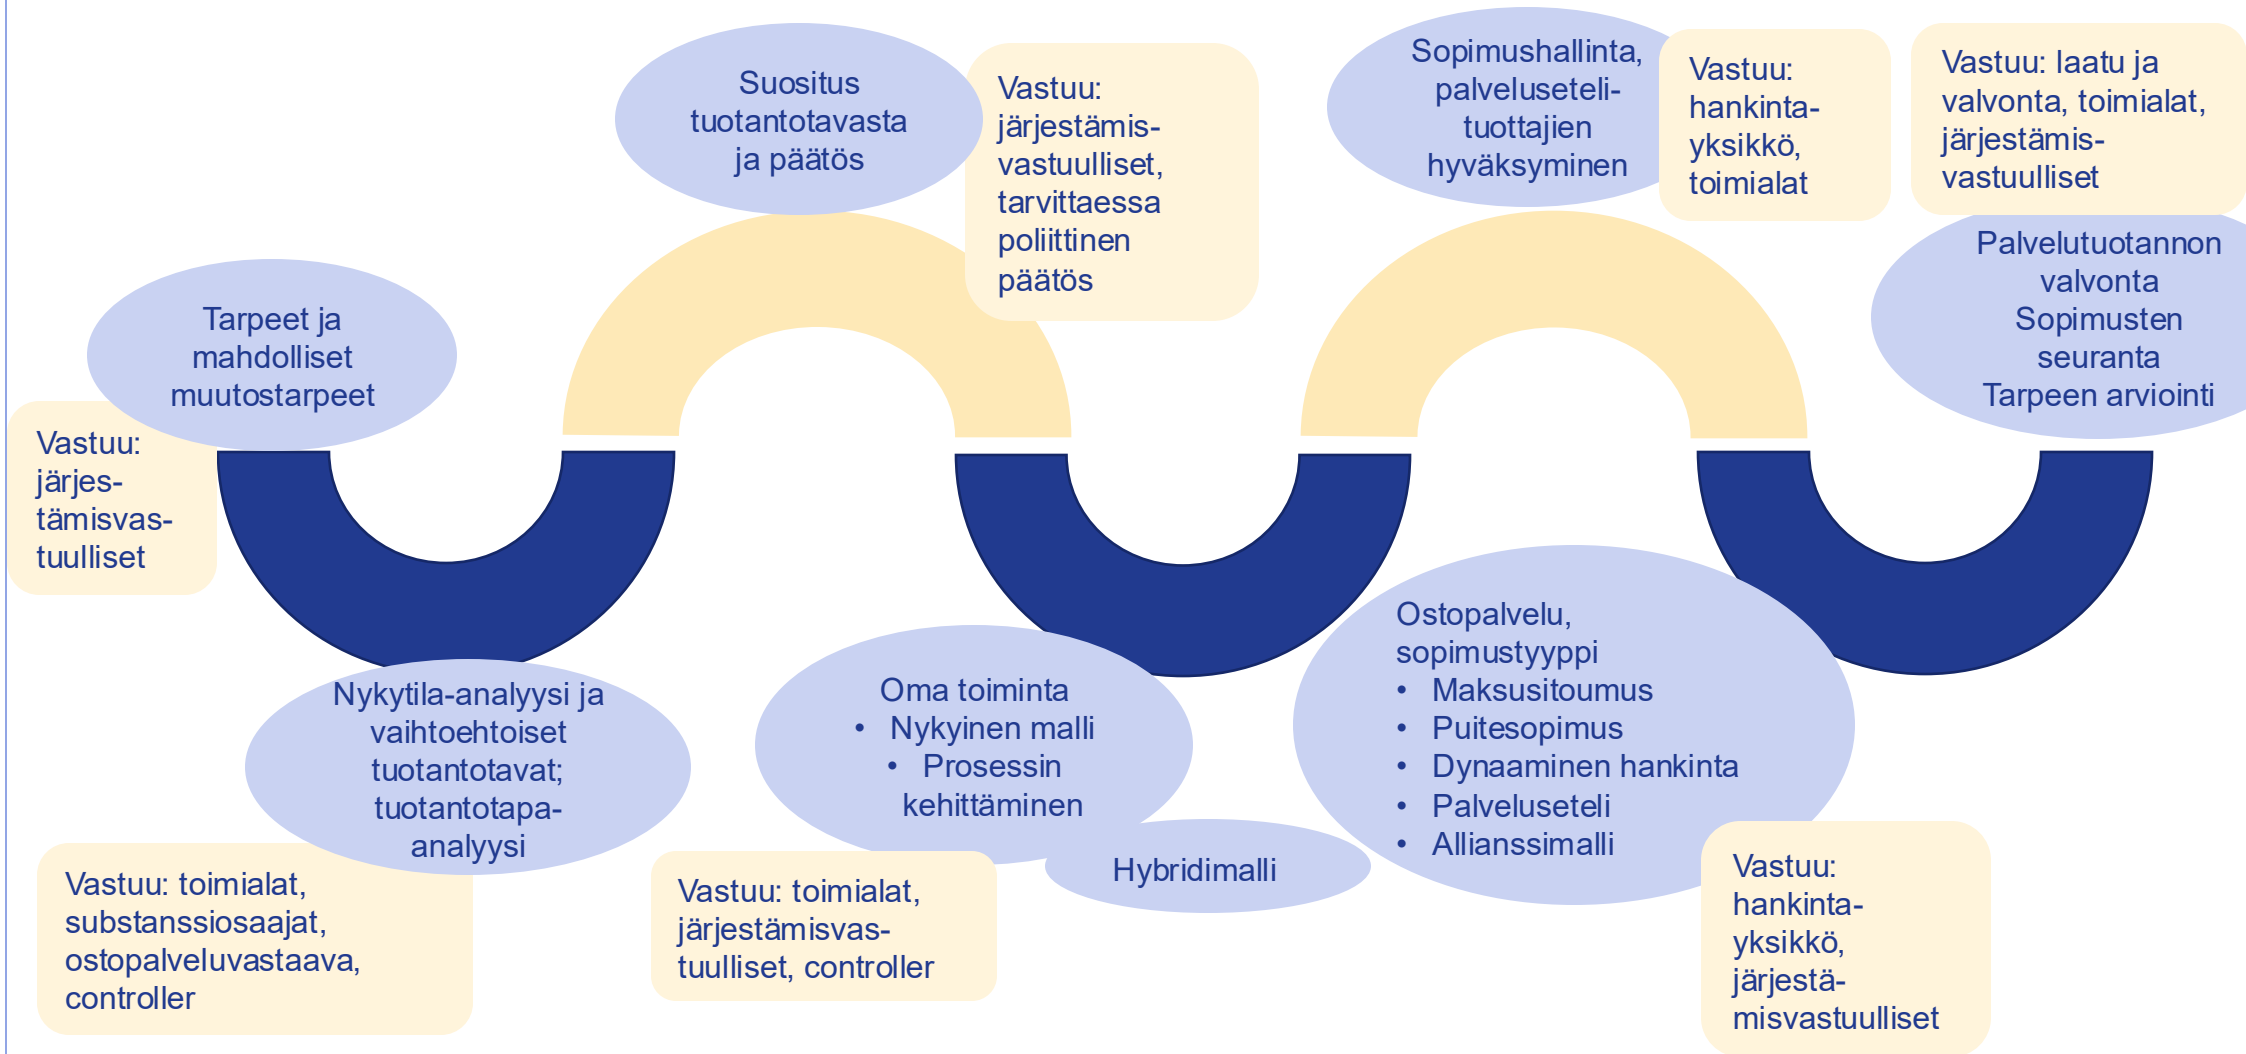 Tarpeet ja
mahdolliset
muutostarpeet
Vastuu:
järjes-
tämisvas-
tuulliset
Nykytila-analyysi ja
vaihtoehtoiset
tuotantotavat;
tuotantotapa-
analyysi
Vastuu: toimialat,
substanssiosaajat,
ostopalveluvastaava,
controller
Suositus
tuotantotavasta
ja päätös
Vastuu:
järjestämis-
vastuulliset,
tarvittaessa
poliittinen
päätös
Oma toiminta
• Nykyinen malli
• Prosessin
kehittäminen
Vastuu: toimialat,
järjestämisvas-
tuulliset, controller
Hybridimalli
Ostopalvelu,
sopimustyyppi
• Maksusitoumus
• Puitesopimus
• Dynaaminen hankinta
• Palveluseteli
• Allianssimalli
Vastuu:
hankinta-
yksikkö,
järjestä-
misvastuulliset
Sopimushallinta,
palveluseteli-
tuottajien
hyväksyminen
Vastuu:
hankinta-
yksikkö,
toimialat
Vastuu: laatu ja
valvonta, toimialat,
järjestämis-
vastuulliset
Palvelutuotannon
valvonta
Sopimusten
seuranta
Tarpeen arviointi